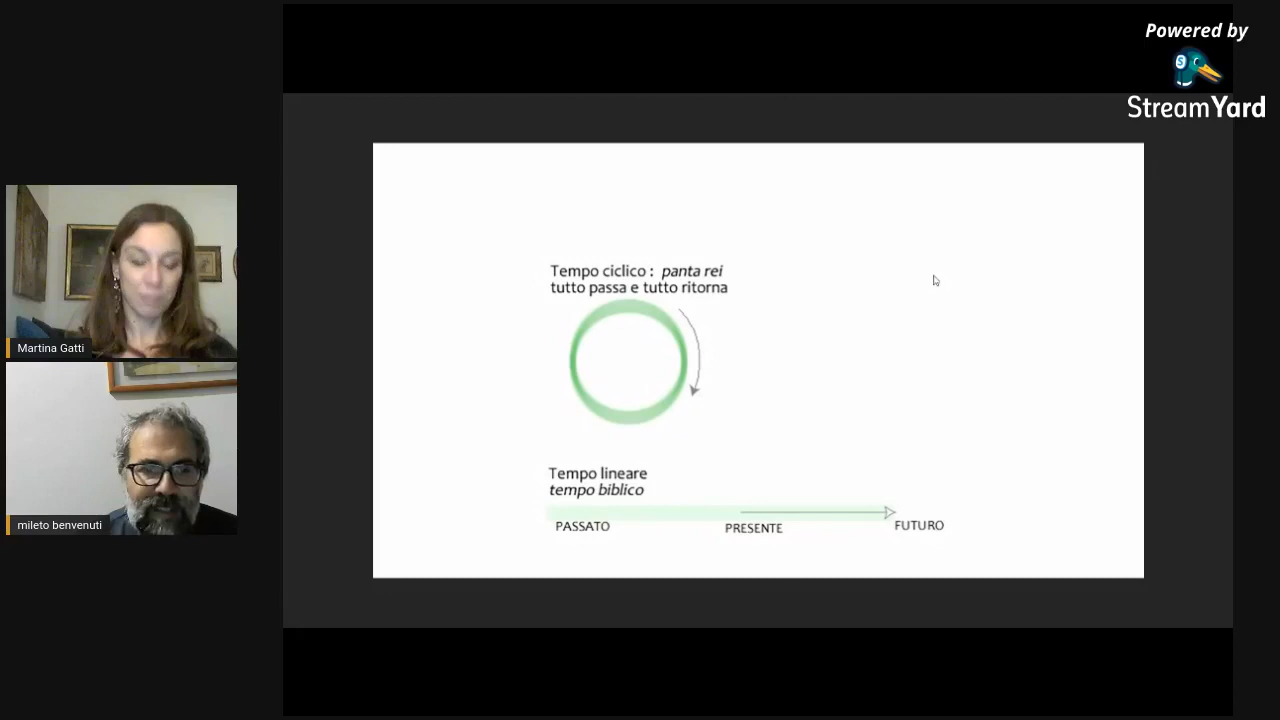 Powered by
StreamYard
Martina Gatti
mileto benvenuti
Tempo ciclico : panta rei
tutto passa e tutto ritorna
Tempo lineare
tempo biblico
PASSATO
PRESENTE
FUTURO